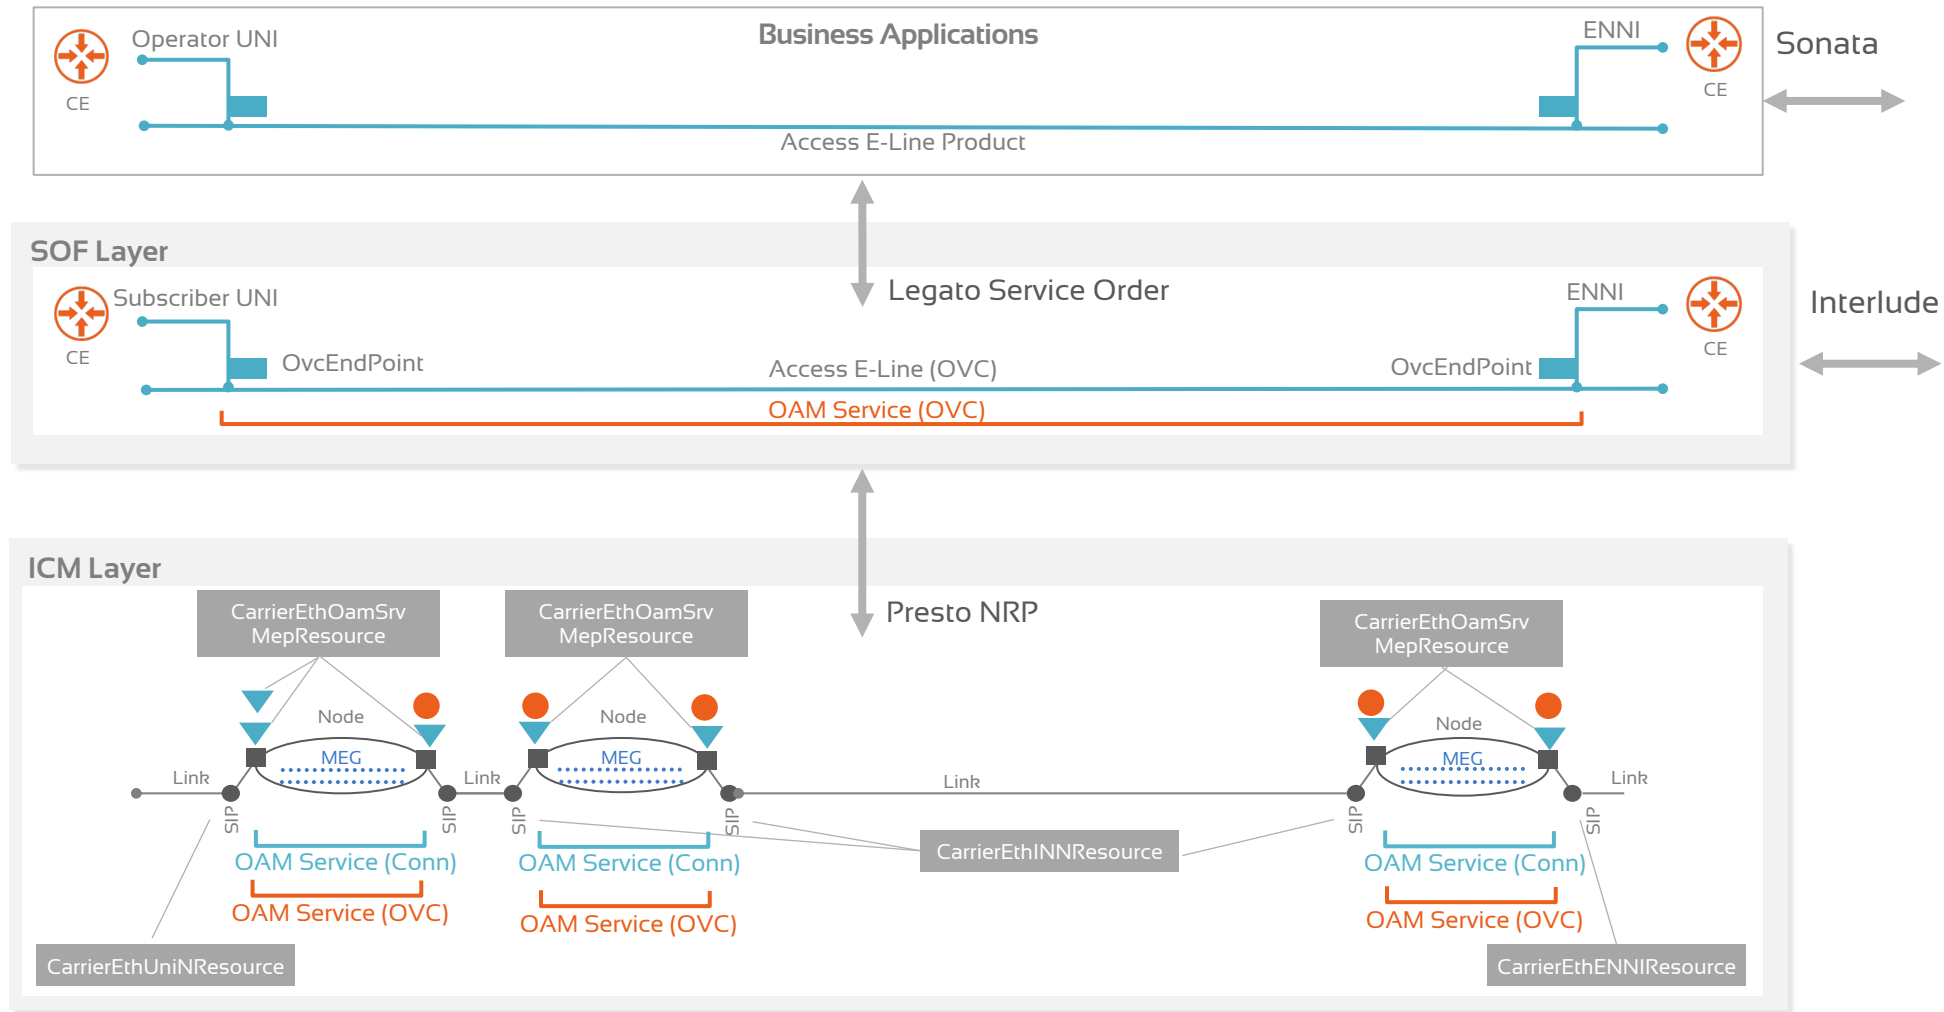 Business Applications
Operator UNI
ENNI
Sonata
CE
CE
Access E-Line Product
SOF Layer
Legato Service Order
Subscriber UNI
ENNI
Interlude
CE
CE
OvcEndPoint
Access E-Line (OVC)
OvcEndPoint
OAM Service (OVC)
ICM Layer
Presto NRP
CarrierEthOamSrv
MepResource
CarrierEthOamSrv
MepResource
CarrierEthOamSrv
MepResource
Node
Node
Node
MEG
MEG
MEG
Link
Link
Link
Link
SIP
SIP
SIP
SIP
SIP
SIP
CarrierEthINNResource
OAM Service (Conn)
OAM Service (Conn)
OAM Service (Conn)
OAM Service (OVC)
OAM Service (OVC)
OAM Service (OVC)
CarrierEthUniNResource
CarrierEthENNIResource